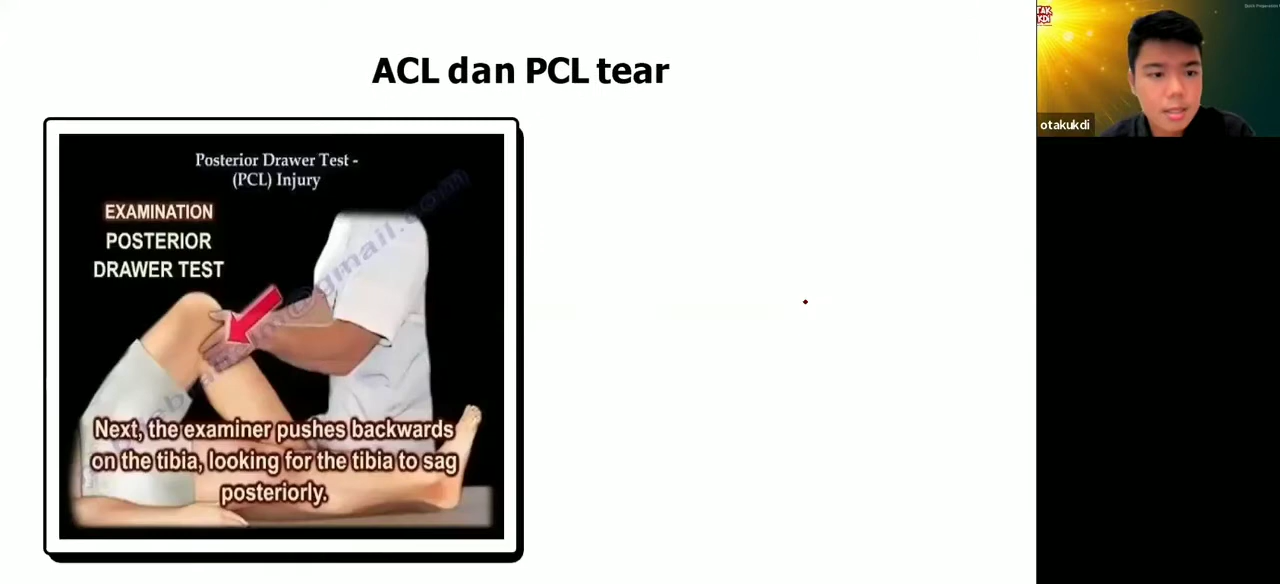 ACL dan PCL tear
Posterior Drawer Test -
(PCL) Injury
EXAMINATION
POSTERIOR
DRAWER TEST
Next, the examiner pushes backwards
on the tibia, looking for the tibia to sag
posteriorly.
otakukdi